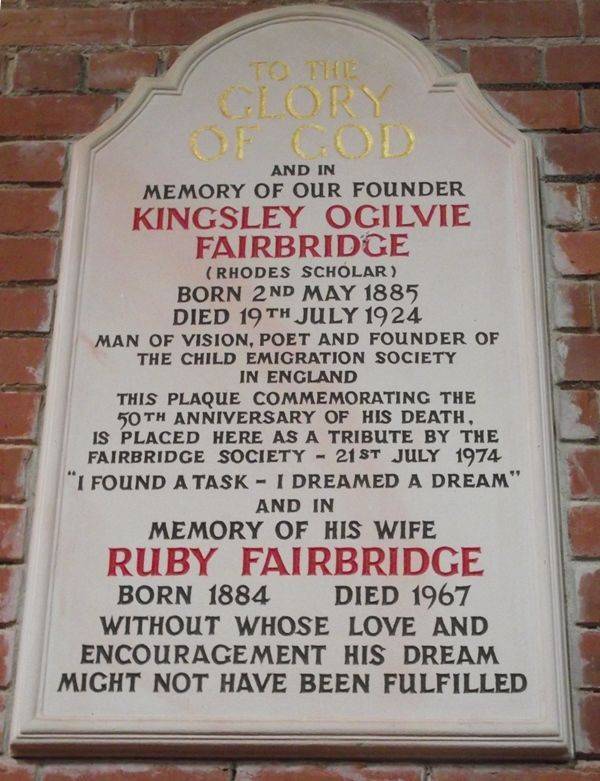 TO THE
GLORY
OF GOD
AND IN
MEMORY OF OUR FOUNDER
KINGSLEY OGILVIE
FAIRBRIDGE
(RHODES SCHOLAR)
BORN 2ND MAY 1885
DIED 19TH JULY 1924
MAN OF VISION, POET AND FOUNDER OF
THE CHILD EMIGRATION SOCIETY
IN ENGLAND
THIS PLAQUE COMMEMORATING THE
50TH ANNIVERSARY OF HIS DEATH,
IS PLACED HERE AS A TRIBUTE BY THE
FAIRBRIDGE SOCIETY - 21ST JULY 1974
"I FOUND A TASK - I DREAMED A DREAM"
AND IN
MEMORY OF HIS WIFE
RUBY FAIRBRIDGE
BORN 1884 DIED 1967
WITHOUT WHOSE LOVE AND
ENCOURAGEMENT HIS DREAM
MIGHT NOT HAVE BEEN FULFILLED